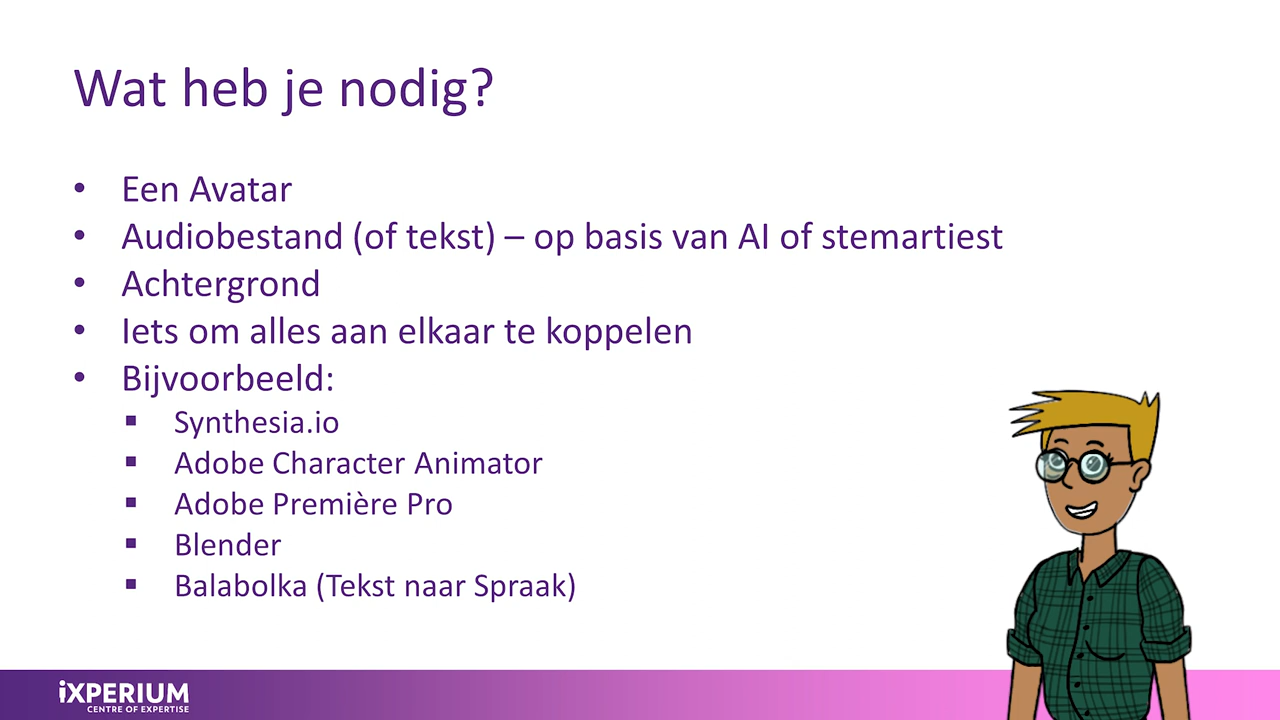 Wat heb je nodig?
• Een Avatar
• Audiobestand (of tekst) – op basis van AI of stemartiest
• Achtergrond
• Iets om alles aan elkaar te koppelen
• Bijvoorbeeld:
▪ Synthesia.io
▪ Adobe Character Animator
▪ Adobe Première Pro
▪ Blender
▪ Balabolka (Tekst naar Spraak)
iXPERIUM
CENTRE OF EXPERTISE